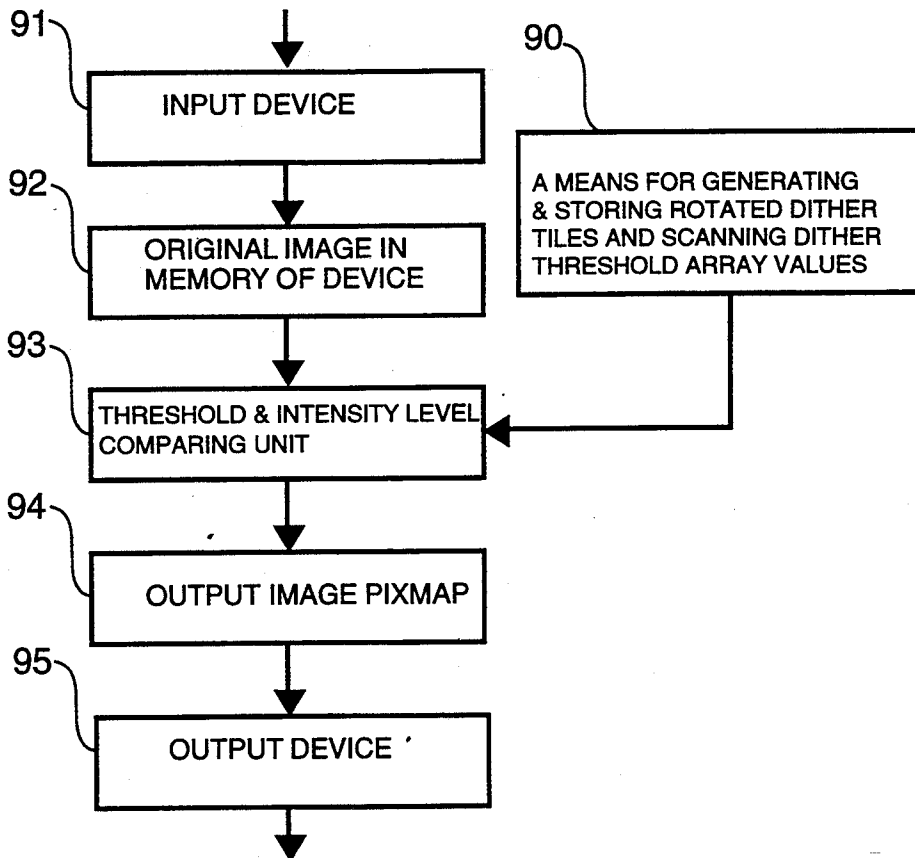 91
INPUT DEVICE
90
A MEANS FOR GENERATING
& STORING ROTATED DITHER
TILES AND SCANNING DITHER
THRESHOLD ARRAY VALUES
92
ORIGINAL IMAGE IN
MEMORY OF DEVICE
93
THRESHOLD & INTENSITY LEVEL
COMPARING UNIT
94
OUTPUT IMAGE PIXMAP
95
OUTPUT DEVICE